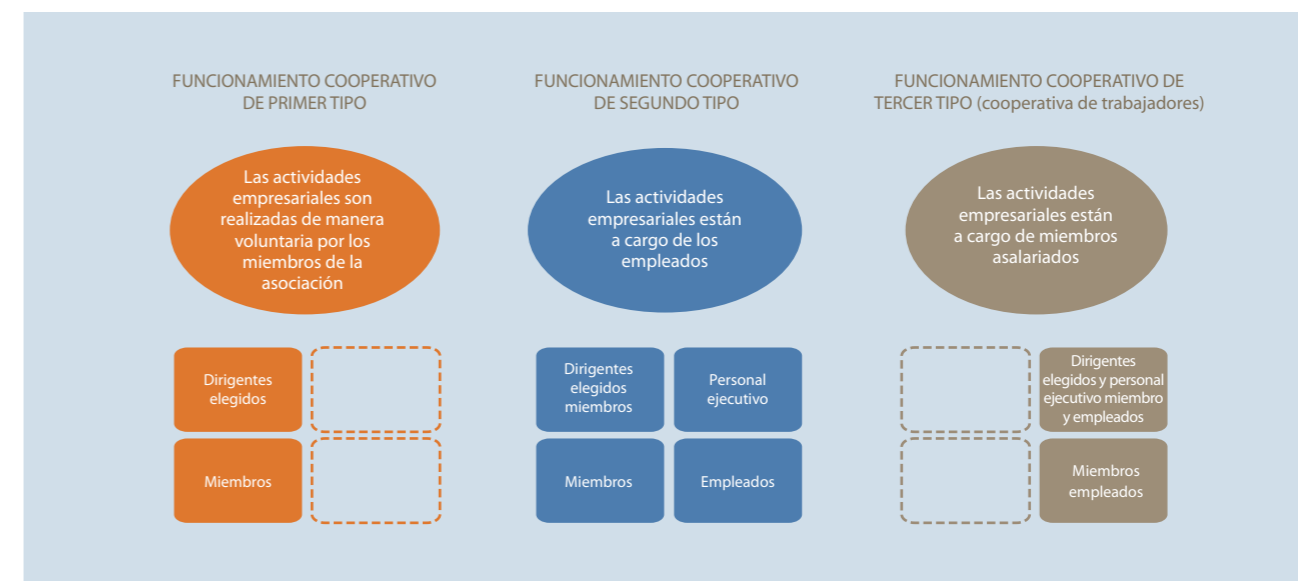 FUNCIONAMIENTO COOPERATIVO
DE PRIMER TIPO
Las actividades
empresariales son
realizadas de manera
voluntaria por los
miembros de la
asociación
Dirigentes
elegidos
Miembros
FUNCIONAMIENTO COOPERATIVO
DE SEGUNDO TIPO
Las actividades
empresariales están
a cargo de los
empleados
Dirigentes
elegidos
miembros
Personal
ejecutivo
Miembros
Empleados
FUNCIONAMIENTO COOPERATIVO DE
TERCER TIPO (cooperativa de trabajadores)
Las actividades
empresariales están
a cargo de miembros
asalariados
Dirigentes
elegidos y personal
ejecutivo miembro
y empleados
Miembros
empleados